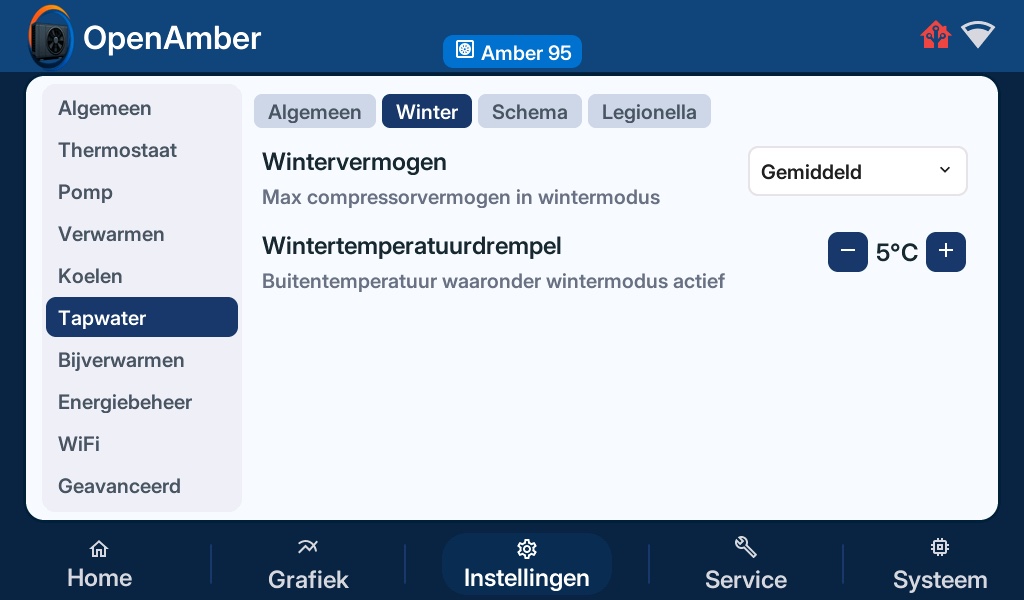 OpenAmber
Amber 95
Algemeen
Thermostaat
Pomp
Verwarmen
Koelen
Tapwater
Bijverwarmen
Energiebeheer
WiFi
Geavanceerd
Algemeen Winter Schema Legionella
Wintervermogen
Max compressorvermogen in wintermodus
Gemiddeld
Wintertemperatuurdrempel
Buitentemperatuur waaronder wintermodus actief
− 5°C +
Home Grafiek Instellingen Service Systeem